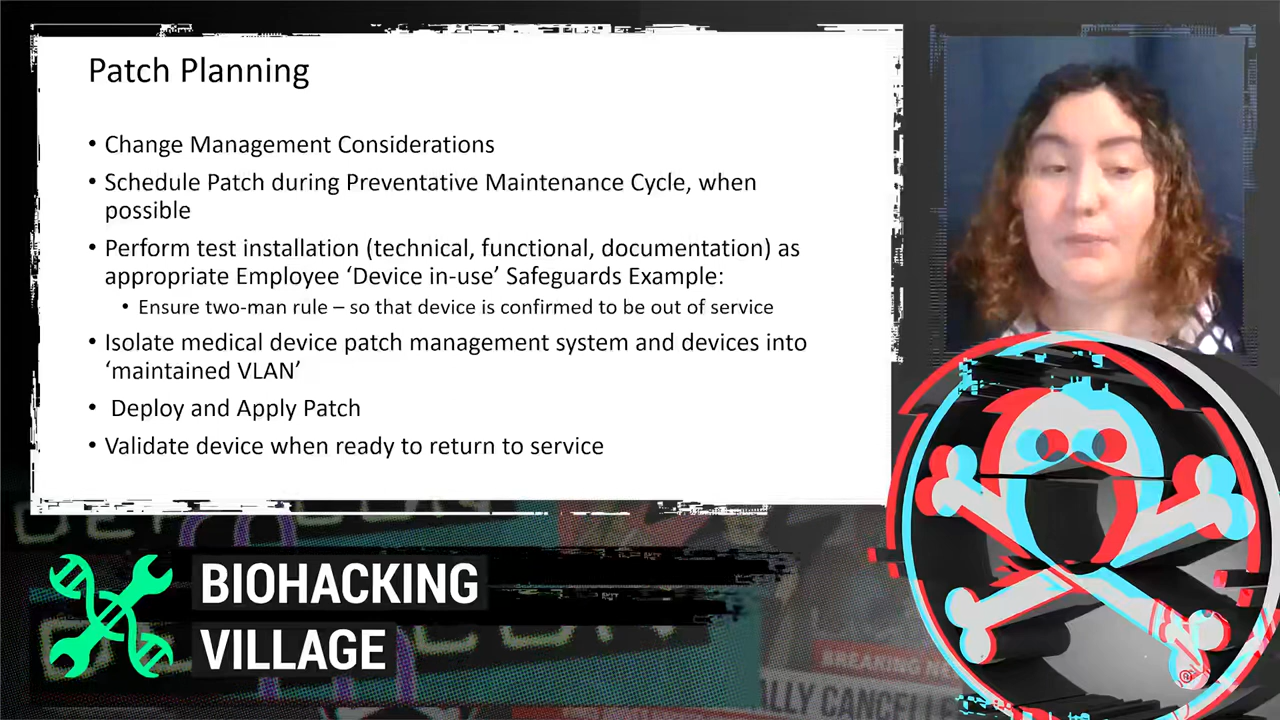 Patch Planning
• Change Management Considerations
• Schedule Patch during Preventative Maintenance Cycle, when
possible
• Perform test installation (technical, functional, documentation) as
appropriate Employee ‘Device in-use’ Safeguards Example:
• Ensure two-man rule – so that device is confirmed to be out of service
• Isolate medical device patch management system and devices into
‘maintained VLAN’
• Deploy and Apply Patch
• Validate device when ready to return to service
BIOHACKING
VILLAGE
BREAKING NE
ALLY CANCELLE
®